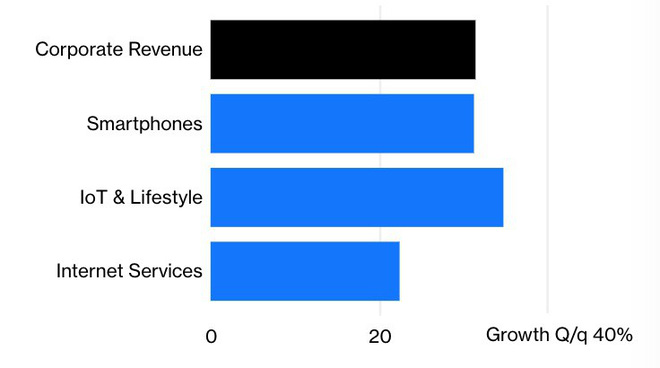 Corporate Revenue
Smartphones
IoT & Lifestyle
Internet Services
0 20 Growth Q/q 40%